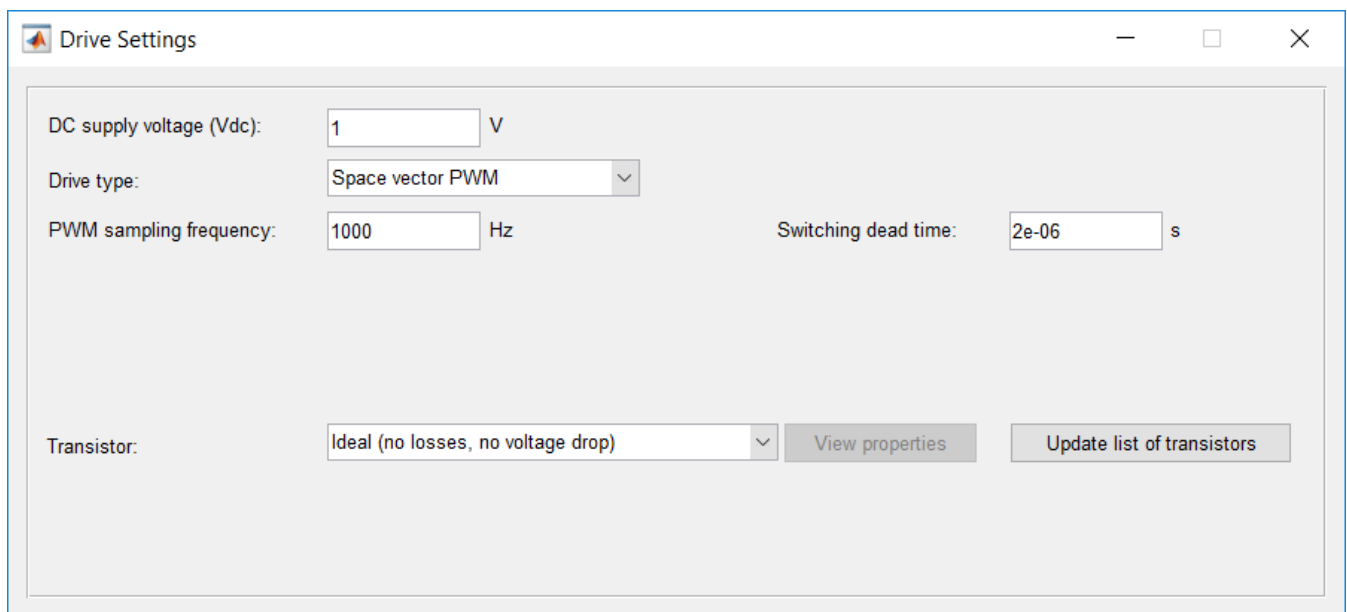 Drive Settings
DC supply voltage (Vdc): 1 V
Drive type: Space vector PWM
PWM sampling frequency: 1000 Hz Switching dead time: 2e-06 s
Transistor: Ideal (no losses, no voltage drop) View properties Update list of transistors